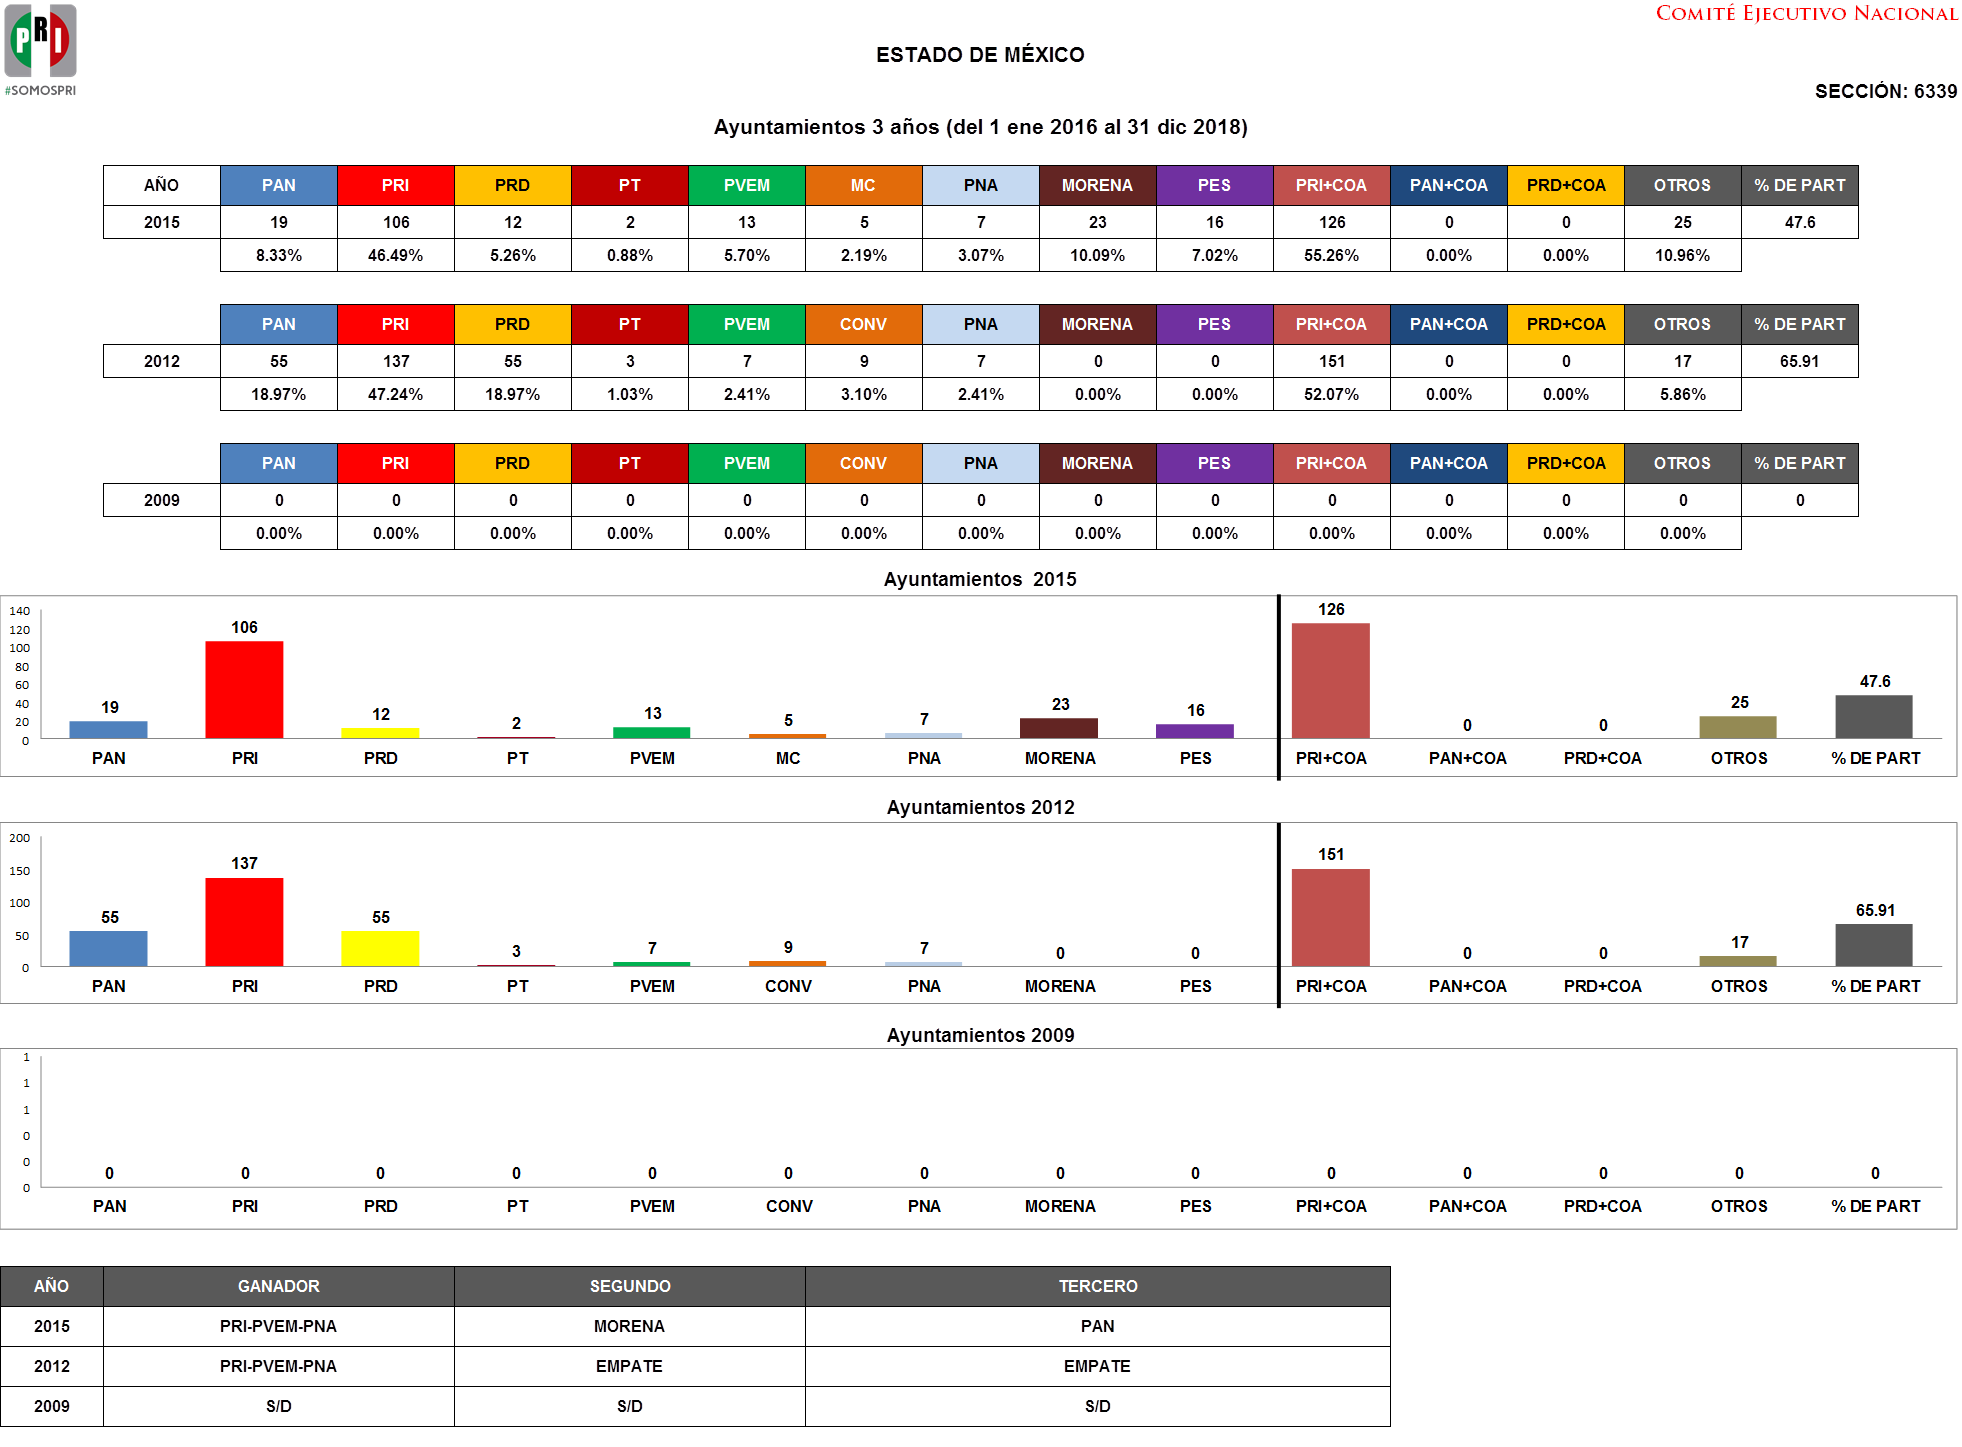 PRI
#SOMOSPRI
COMITÉ EJECUTIVO NACIONAL
ESTADO DE MÉXICO
SECCIÓN: 6339
Ayuntamientos 3 años (del 1 ene 2016 al 31 dic 2018)
AÑO PAN PRI PRD PT PVEM MC PNA MORENA PES PRI+COA PAN+COA PRD+COA OTROS % DE PART
2015 19 106 12 2 13 5 7 23 16 126 0 0 25 47.6
8.33% 46.49% 5.26% 0.88% 5.70% 2.19% 3.07% 10.09% 7.02% 55.26% 0.00% 0.00% 10.96%
PAN PRI PRD PT PVEM CONV PNA MORENA PES PRI+COA PAN+COA PRD+COA OTROS % DE PART
2012 55 137 55 3 7 9 7 0 0 151 0 0 17 65.91
18.97% 47.24% 18.97% 1.03% 2.41% 3.10% 2.41% 0.00% 0.00% 52.07% 0.00% 0.00% 5.86%
PAN PRI PRD PT PVEM CONV PNA MORENA PES PRI+COA PAN+COA PRD+COA OTROS % DE PART
2009 0 0 0 0 0 0 0 0 0 0 0 0 0 0
0.00% 0.00% 0.00% 0.00% 0.00% 0.00% 0.00% 0.00% 0.00% 0.00% 0.00% 0.00% 0.00%
Ayuntamientos 2015
140
120
100
80
60
40
20
0
19 106 12 2 13 5 7 23 16 126 0 0 25 47.6
PAN PRI PRD PT PVEM MC PNA MORENA PES PRI+COA PAN+COA PRD+COA OTROS % DE PART
Ayuntamientos 2012
200
150
100
50
0
55 137 55 3 7 9 7 0 0 151 0 0 17 65.91
PAN PRI PRD PT PVEM CONV PNA MORENA PES PRI+COA PAN+COA PRD+COA OTROS % DE PART
Ayuntamientos 2009
1
1
1
0
0
0
0 0 0 0 0 0 0 0 0 0 0 0 0 0
PAN PRI PRD PT PVEM CONV PNA MORENA PES PRI+COA PAN+COA PRD+COA OTROS % DE PART
AÑO GANADOR SEGUNDO TERCERO
2015 PRI-PVEM-PNA MORENA PAN
2012 PRI-PVEM-PNA EMPATE EMPATE
2009 S/D S/D S/D